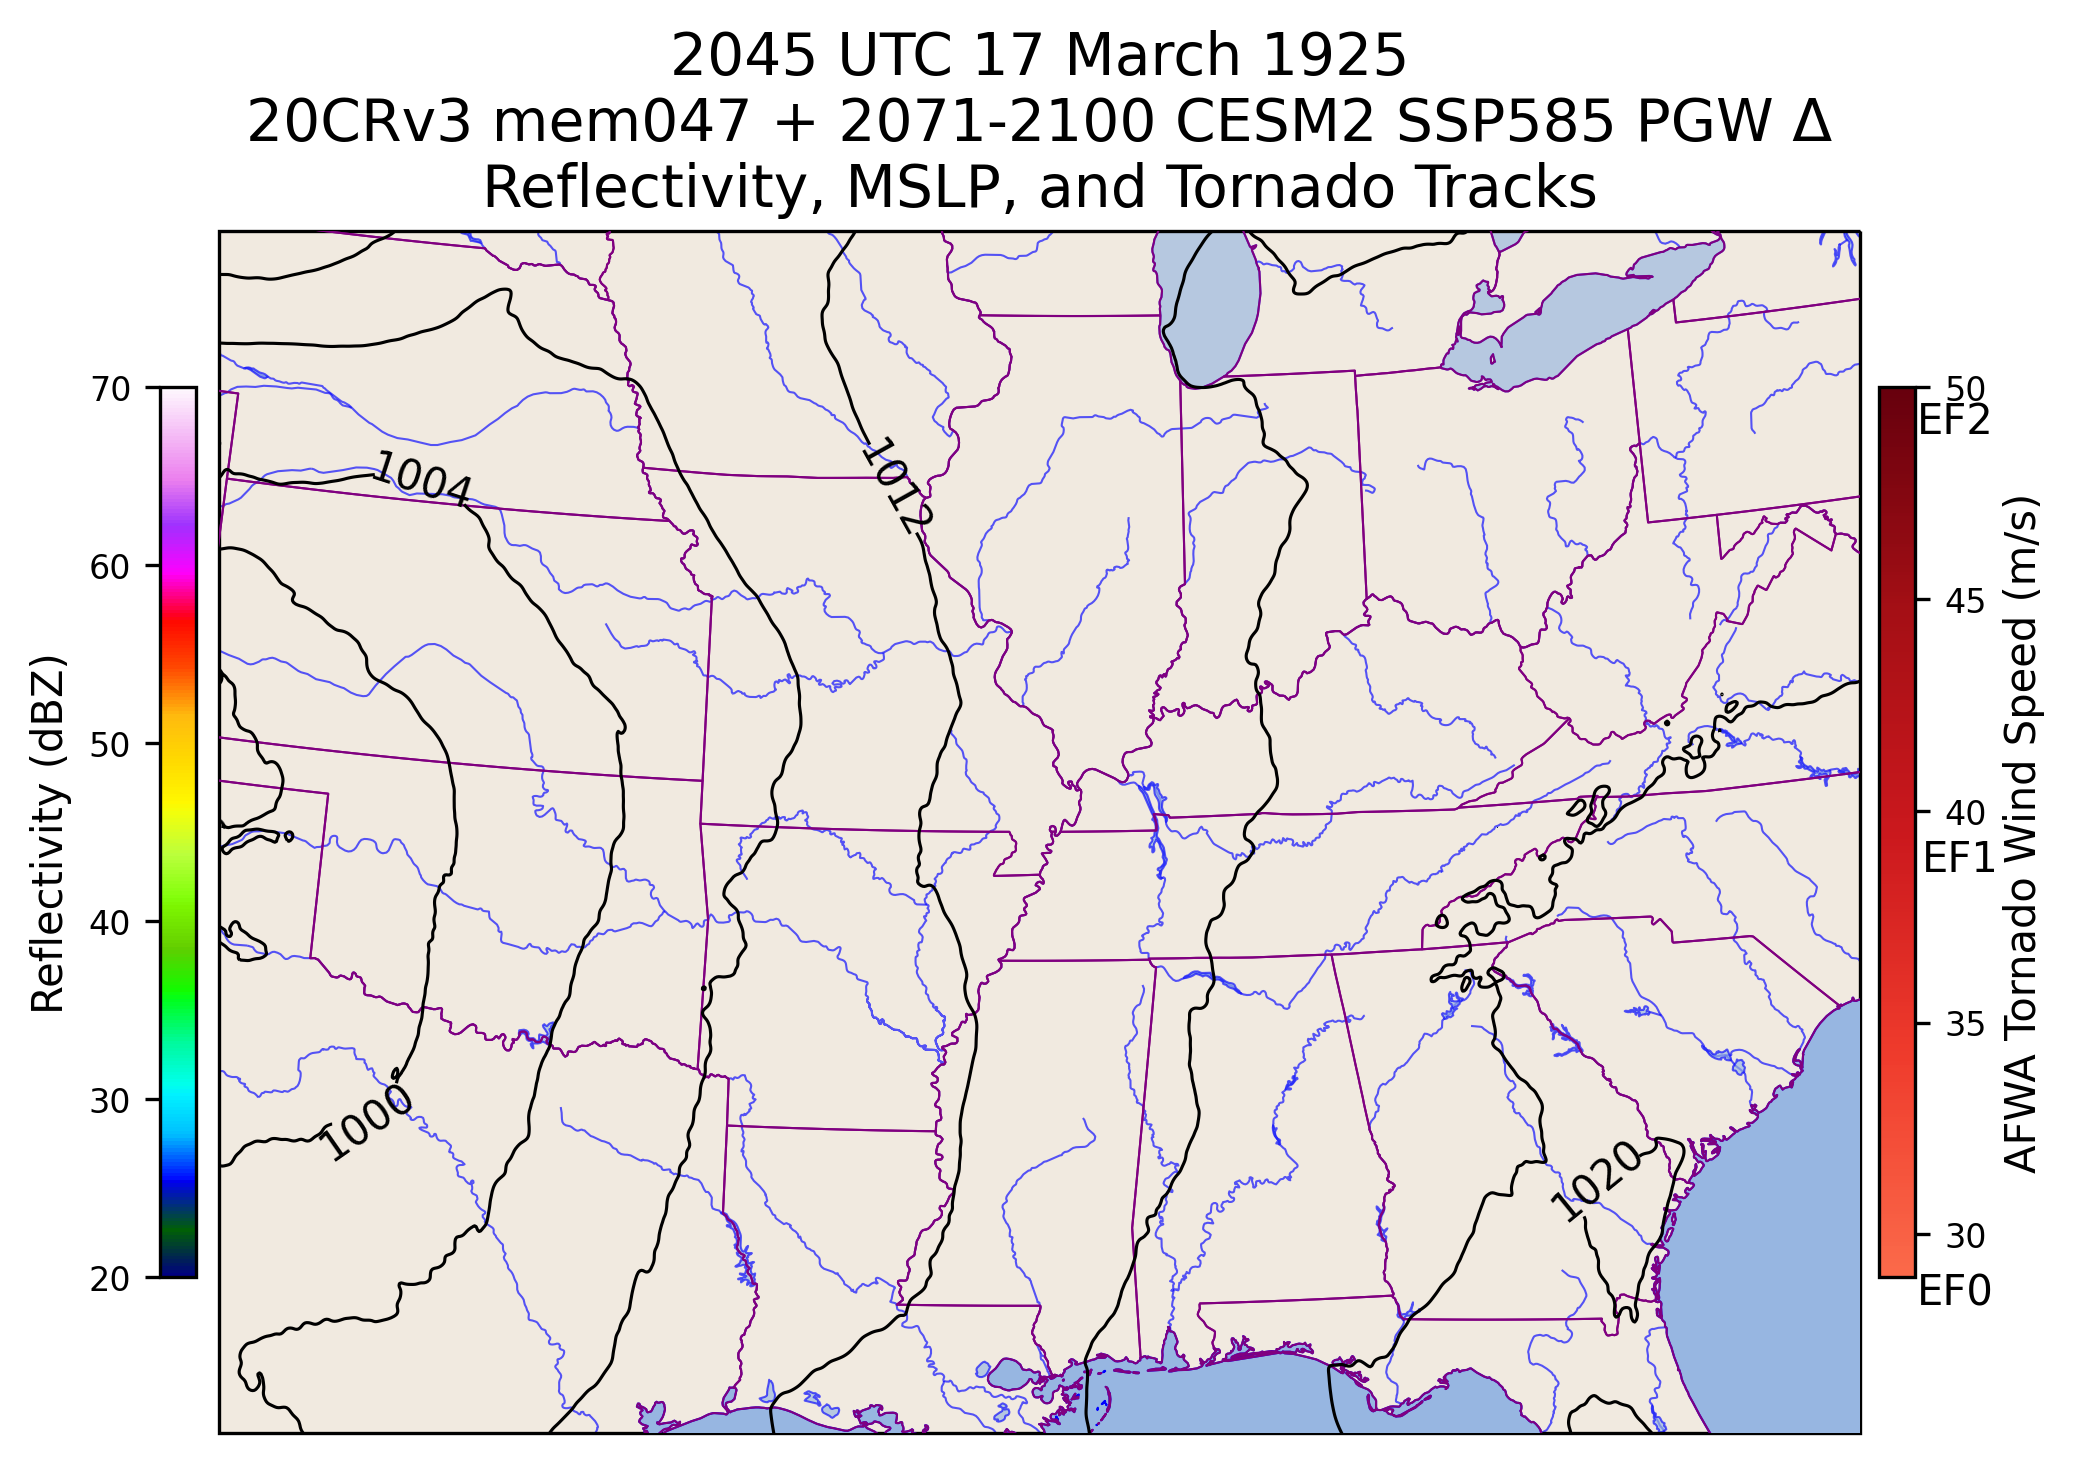 2045 UTC 17 March 1925
20CRv3 mem047 + 2071-2100 CESM2 SSP585 PGW Δ
Reflectivity, MSLP, and Tornado Tracks
70
60
50
40
30
20
Reflectivity (dBZ)
1004
1012
1000
1020
50
EF2
45
40
EF1
35
30
EF0
AFWA Tornado Wind Speed (m/s)